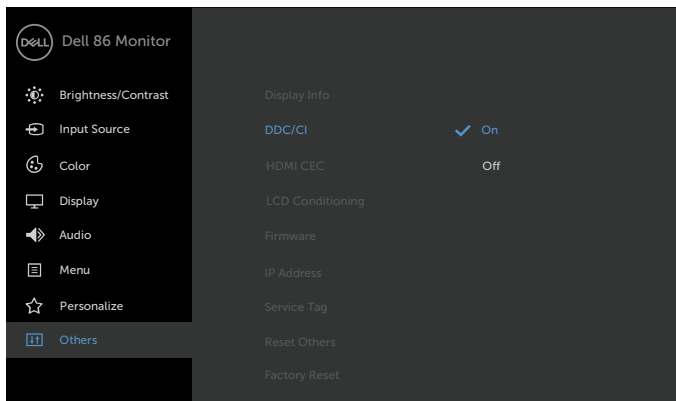 DELL Dell 86 Monitor
Brightness/Contrast Display Info
Input Source DDC/CI On
Color HDMI CEC Off
Display LCD Conditioning
Audio Firmware
Menu IP Address
Personalize Service Tag
Others Reset Others
Factory Reset